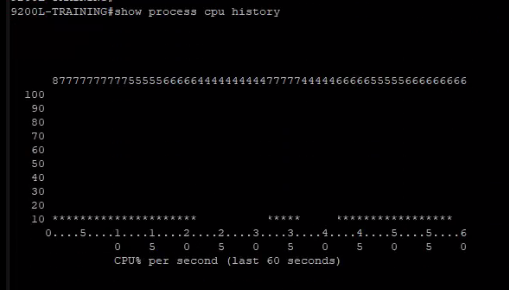 9200L-TRAINING#show process cpu history
877777777775555566666444444444477777444446666655555666666666
100
90
80
70
60
50
40
30
20
10 ********************* ***** *****************
0....5....1....1....2....2....3....3....4....4....5....5....6
0 5 0 5 0 5 0 5 0 5 0
CPU% per second (last 60 seconds)